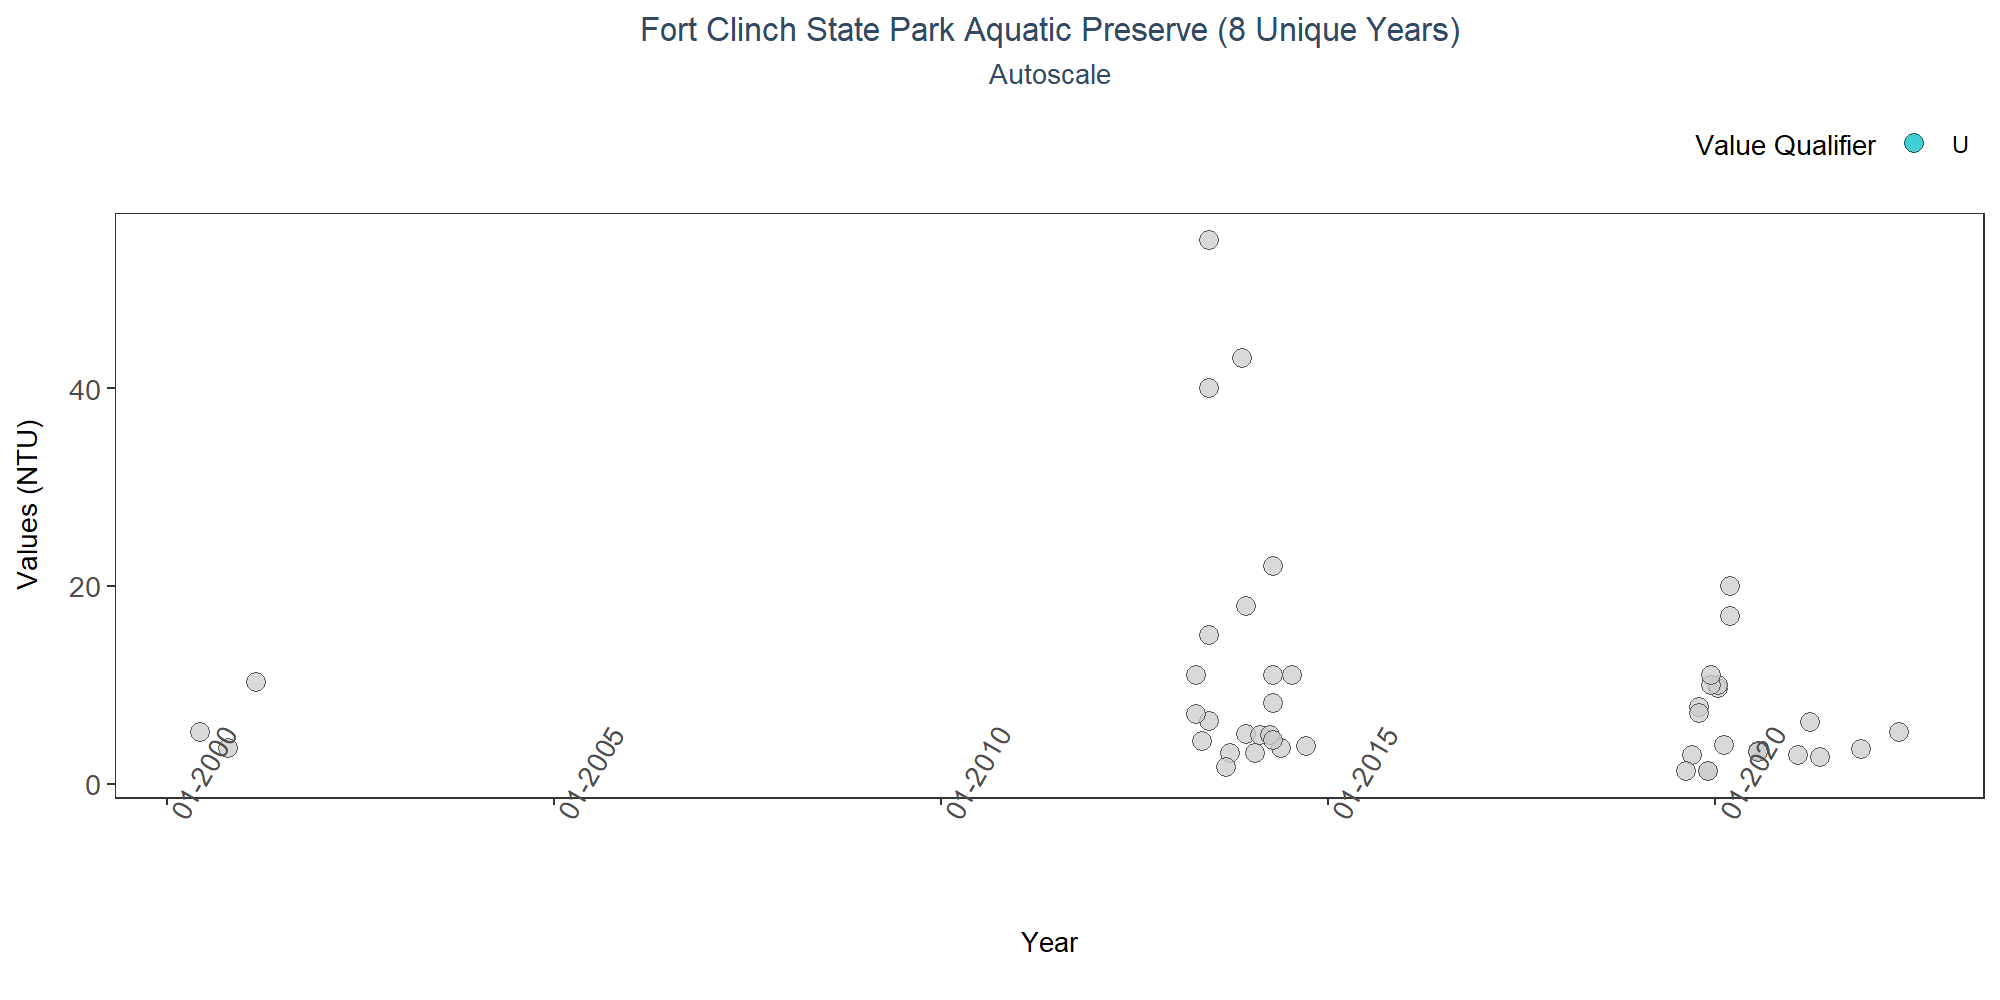 Fort Clinch State Park Aquatic Preserve (8 Unique Years)
Autoscale
Value Qualifier U
Values (NTU)
40
20
0
01-2000 01-2005 01-2010 01-2015 01-2020
Year